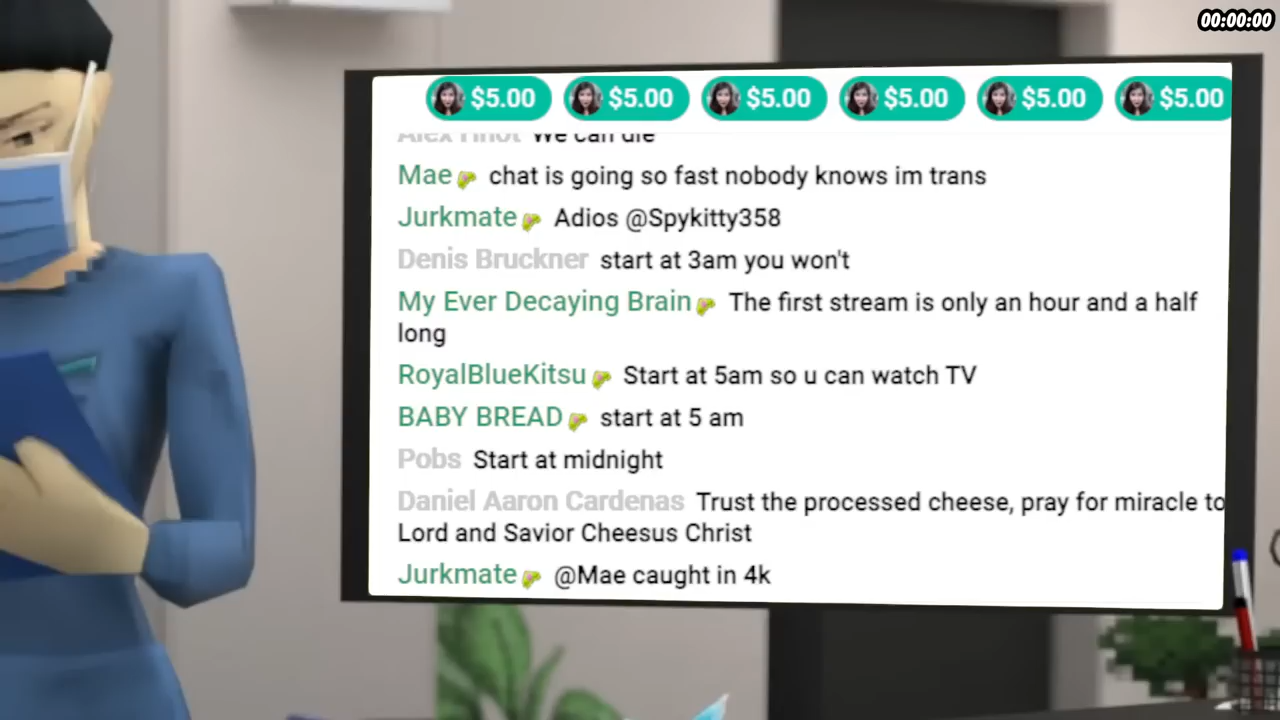 00:00:00
$5.00 $5.00 $5.00 $5.00 $5.00 $5.00
We can die
Mae chat is going so fast nobody knows im trans
Jurkmate Adios @Spykitty358
Denis Bruckner start at 3am you won't
My Ever Decaying Brain The first stream is only an hour and a half
long
RoyalBlueKitsu Start at 5am so u can watch TV
BABY BREAD start at 5 am
Pobs Start at midnight
Daniel Aaron Cardenas Trust the processed cheese, pray for miracle to
Lord and Savior Cheesus Christ
Jurkmate @Mae caught in 4k